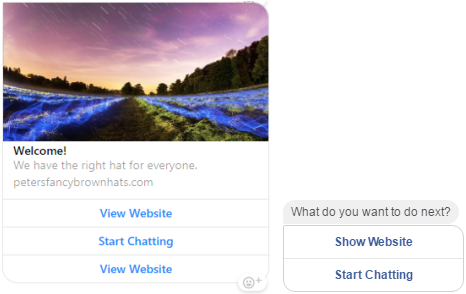 Welcome!
We have the right hat for everyone.
petersfancybrownhats.com
View Website
Start Chatting
View Website
What do you want to do next?
Show Website
Start Chatting